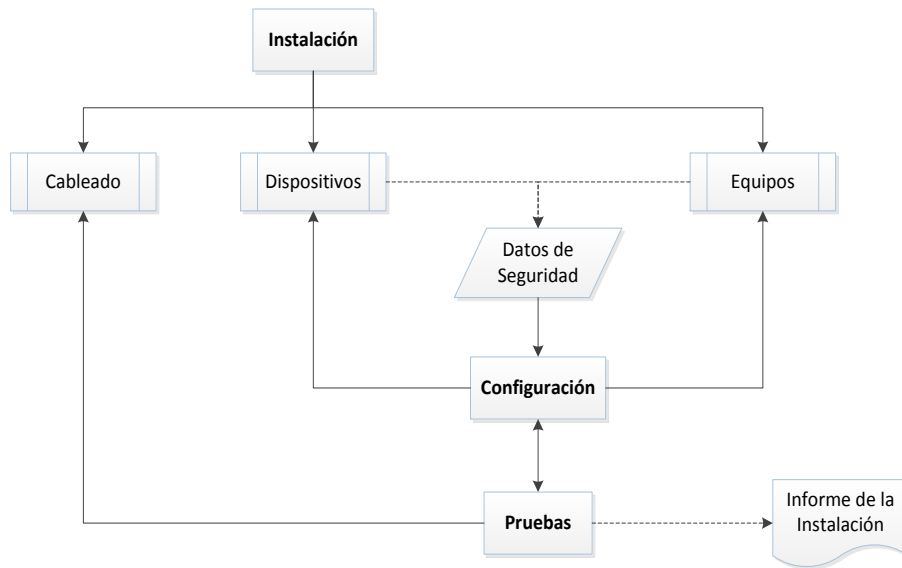 Instalación
Cableado
Dispositivos
Equipos
Datos de
Seguridad
Configuración
Pruebas
Informe de la
Instalación